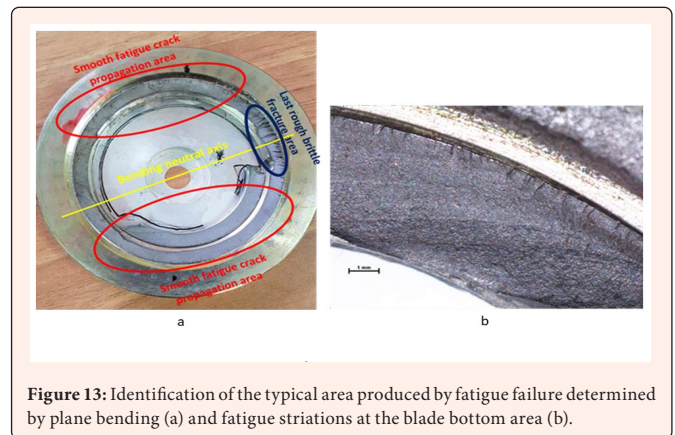 Smooth fatigue crack
propagation area
Last rough brittle
fracture area
Bending neutral axis
Smooth fatigue crack
propagation area
1 mm
a
b
Figure 13: Identification of the typical area produced by fatigue failure determined
by plane bending (a) and fatigue striations at the blade bottom area (b).